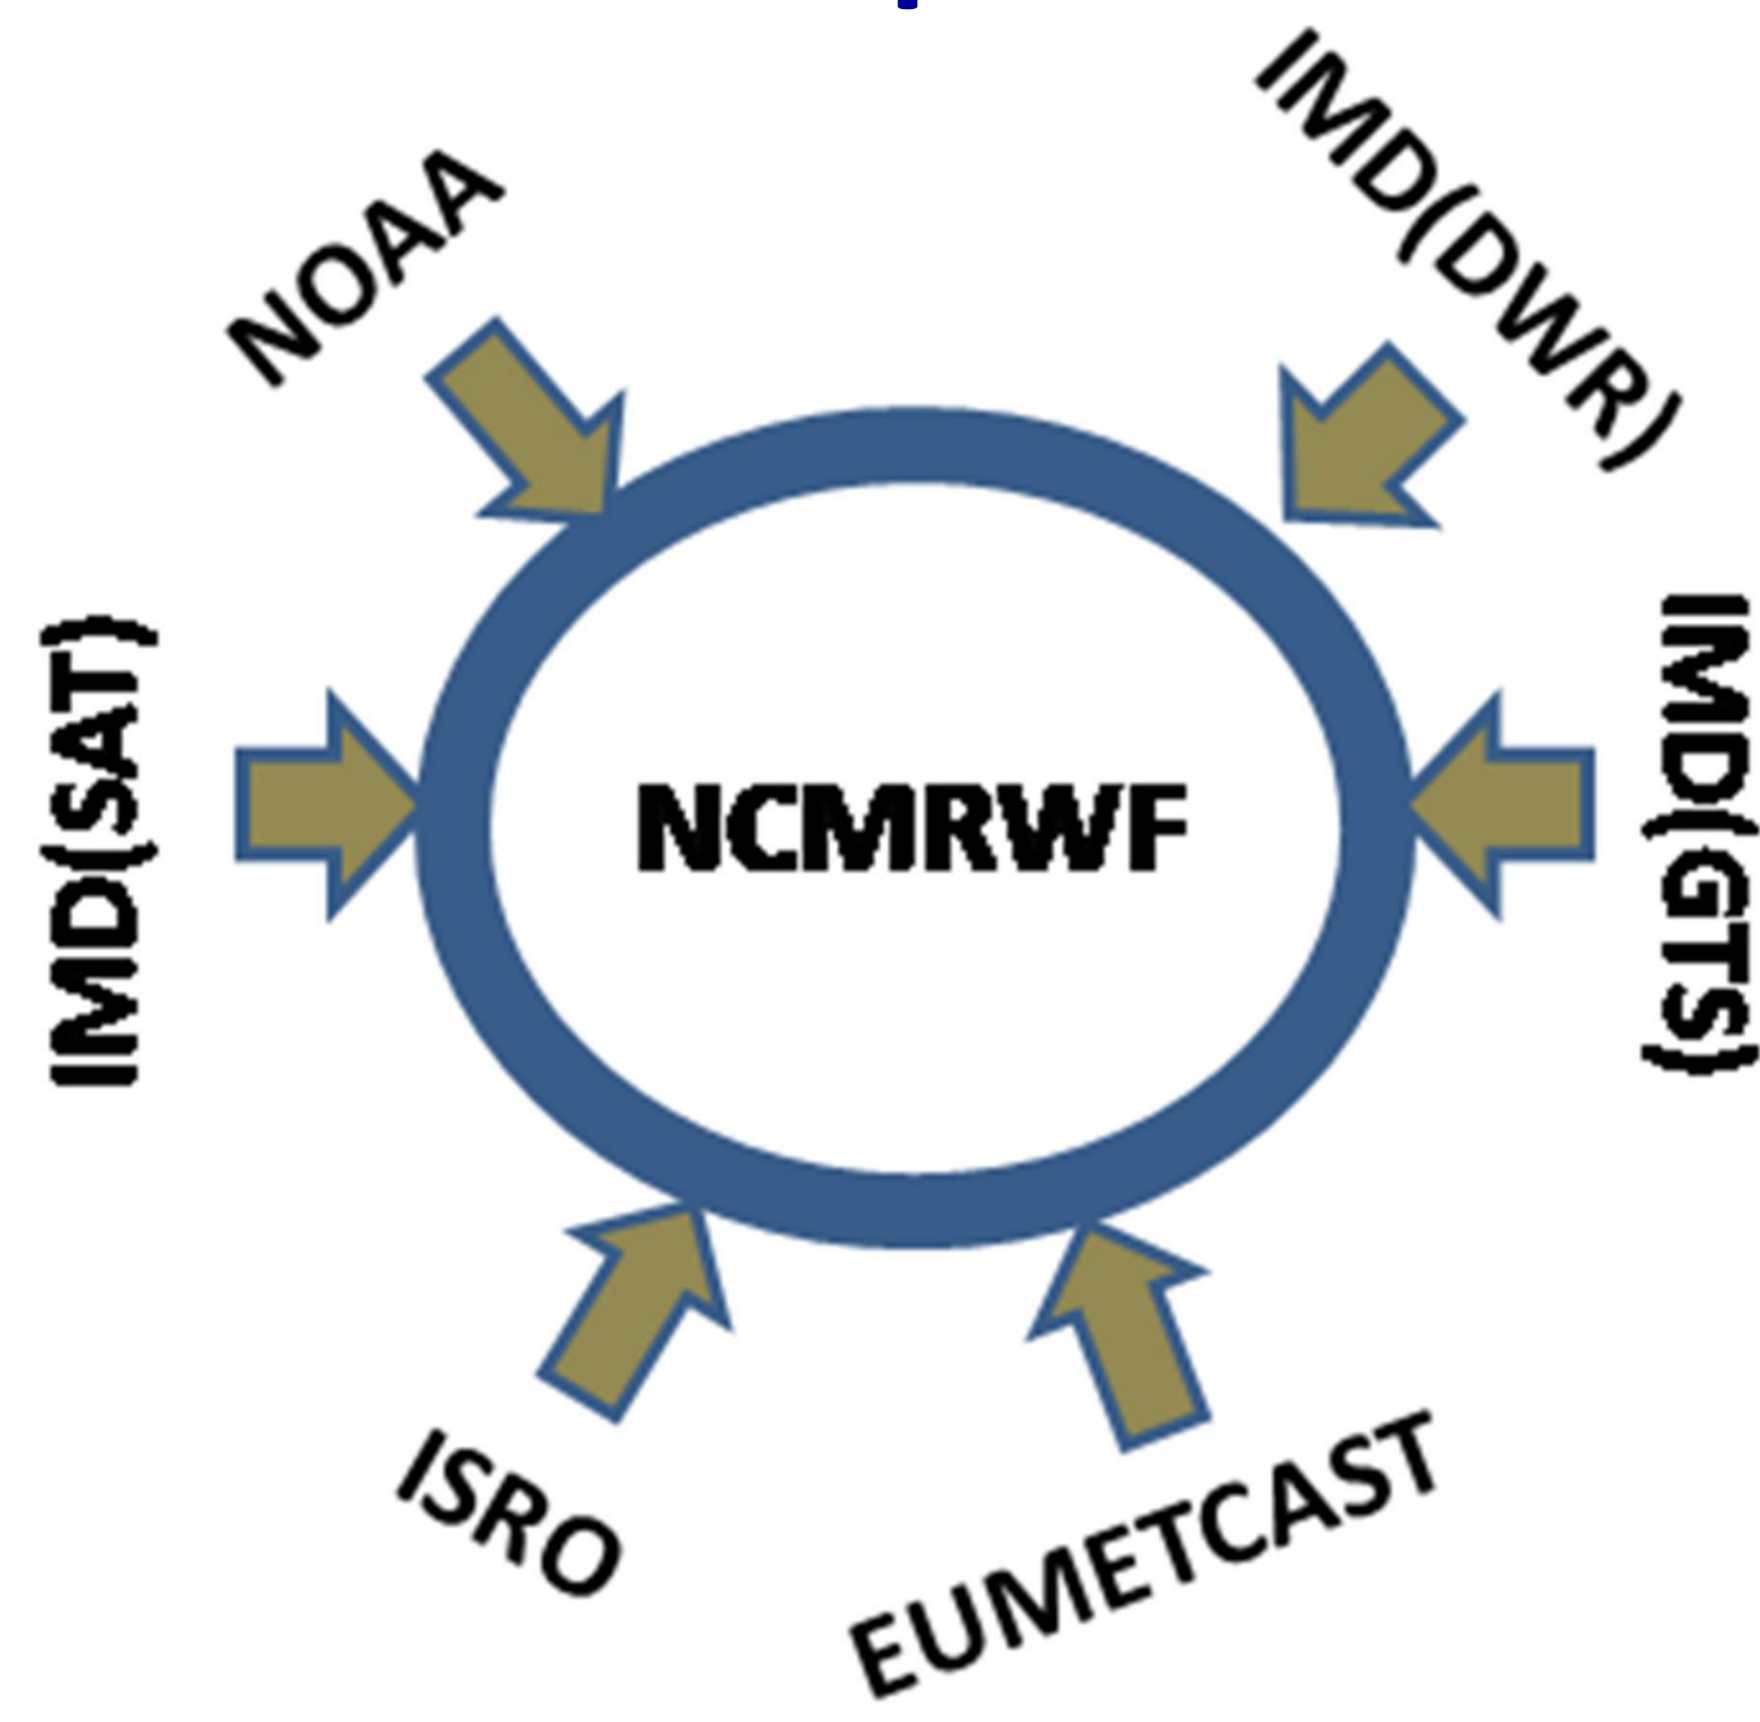 NOAA
IMD(DWR)
IMD(SAT)
NCMRWF
IMD(GTS)
ISRO
EUMETCAST